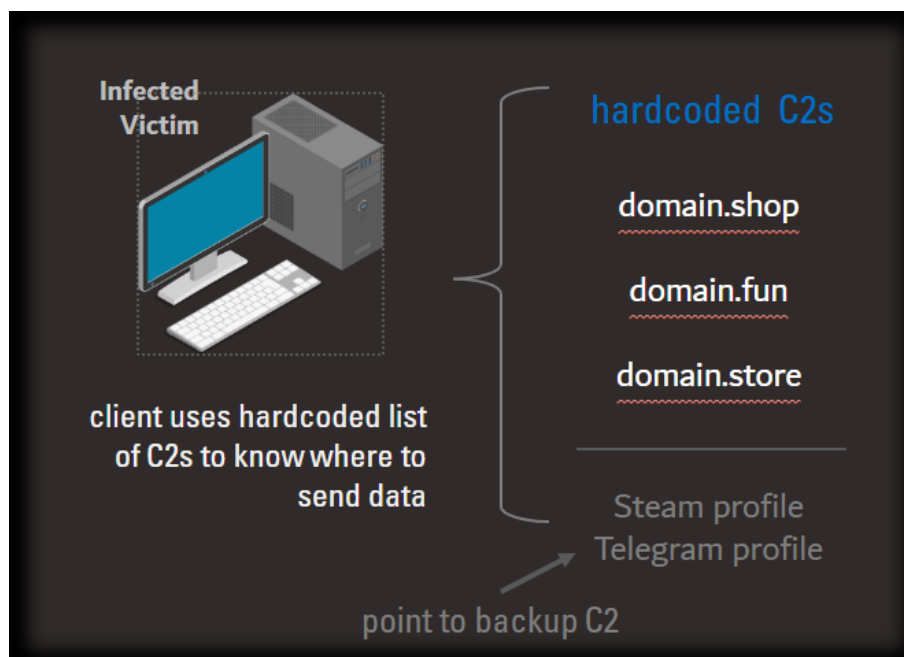 Infected
Victim
client uses hardcoded list
of C2s to know where to
send data
hardcoded C2s
domain.shop
domain.fun
domain.store
Steam profile
Telegram profile
point to backup C2